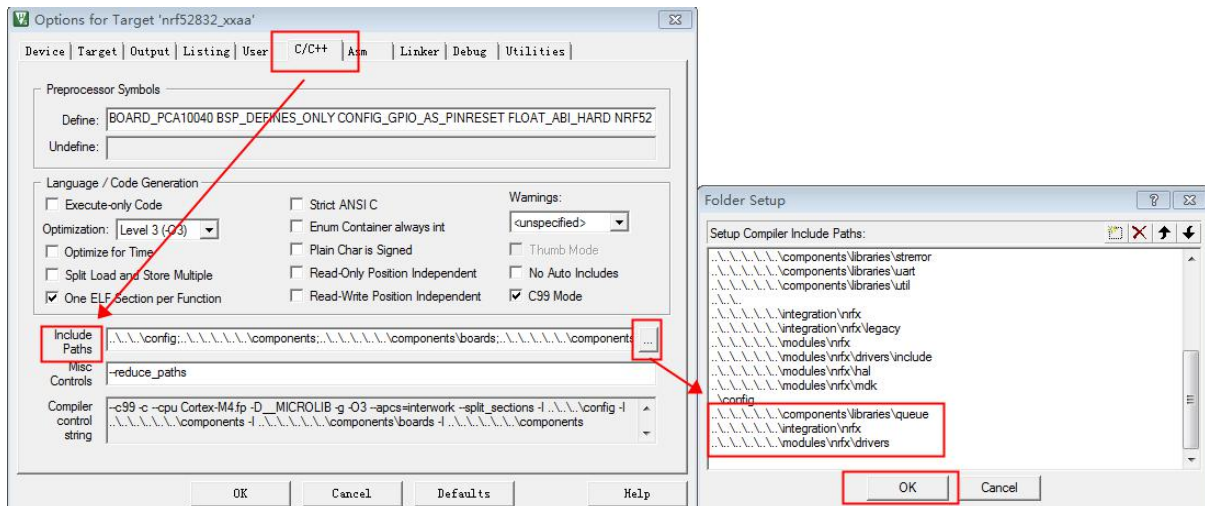 Options for Target 'nrf52832_xxaa'
Device Target Output Listing User C/C++ Asm Linker Debug Utilities
Preprocessor Symbols
Define: BOARD_PCA10040 BSP_DEFINES_ONLY CONFIG_GPIO_AS_PINRESET FLOAT_ABI_HARD NRF52
Undefine:
Language / Code Generation
Execute-only Code
Optimization: Level 3 (-O3)
Optimize for Time
Split Load and Store Multiple
One ELF Section per Function
Strict ANSI C
Enum Container always int
Plain Char is Signed
Read-Only Position Independent
Read-Write Position Independent
Warnings:
<unspecified>
Thumb Mode
No Auto Includes
C99 Mode
Include Paths
..\..\..\config;..\..\..\..\..\..\components;..\..\..\..\..\..\components\boards;..\..\..\..\..\..\components
...
Misc Controls
--reduce_paths
Compiler control string
--c99 -c --cpu Cortex-M4.fp -D__MICROLIB -g -O3 --apcs=interwork --split_sections -I ../../../config -I
../../../../../../components -I ../../../../../../components\boards -I ../../../../../../components
OK Cancel Defaults Help
Folder Setup
Setup Compiler Include Paths:
..\..\..\..\..\..\components\libraries\strerror
..\..\..\..\..\..\components\libraries\uart
..\..\..\..\..\..\components\libraries\util
..\..\..
..\..\..\..\..\..\integration\nrfx
..\..\..\..\..\..\integration\nrfx\legacy
..\..\..\..\..\..\modules\nrfx
..\..\..\..\..\..\modules\nrfx\drivers\include
..\..\..\..\..\..\modules\nrfx\hal
..\..\..\..\..\..\modules\nrfx\mdk
..\config
..\..\..\..\..\..\components\libraries\queue
..\..\..\..\..\..\integration\nrfx
..\..\..\..\..\..\modules\nrfx\drivers
OK Cancel